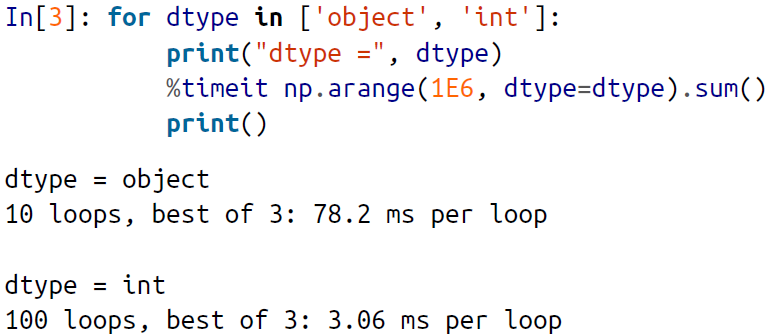 In[3]: for dtype in ['object', 'int']:
           print("dtype =", dtype)
           %timeit np.arange(1E6, dtype=dtype).sum()
           print()
dtype = object
10 loops, best of 3: 78.2 ms per loop
dtype = int
100 loops, best of 3: 3.06 ms per loop